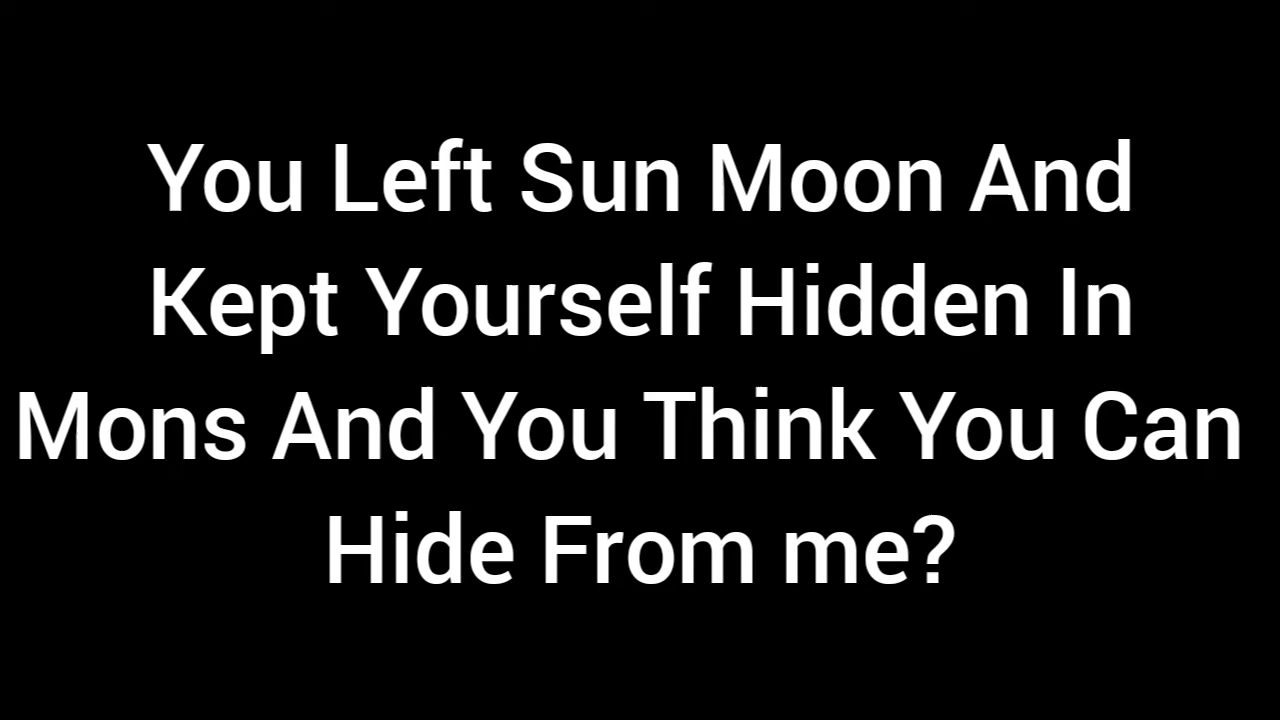 You Left Sun Moon And
Kept Yourself Hidden In
Mons And You Think You Can
Hide From me?